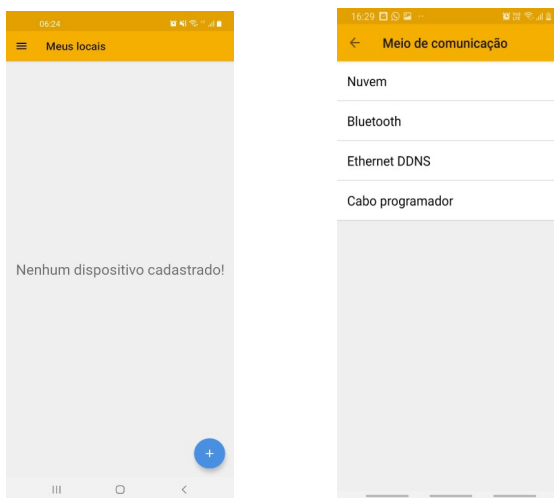 06:24
Meus locais
Nenhum dispositivo cadastrado!
+
16:29
Meio de comunicação
Nuvem
Bluetooth
Ethernet DDNS
Cabo programador